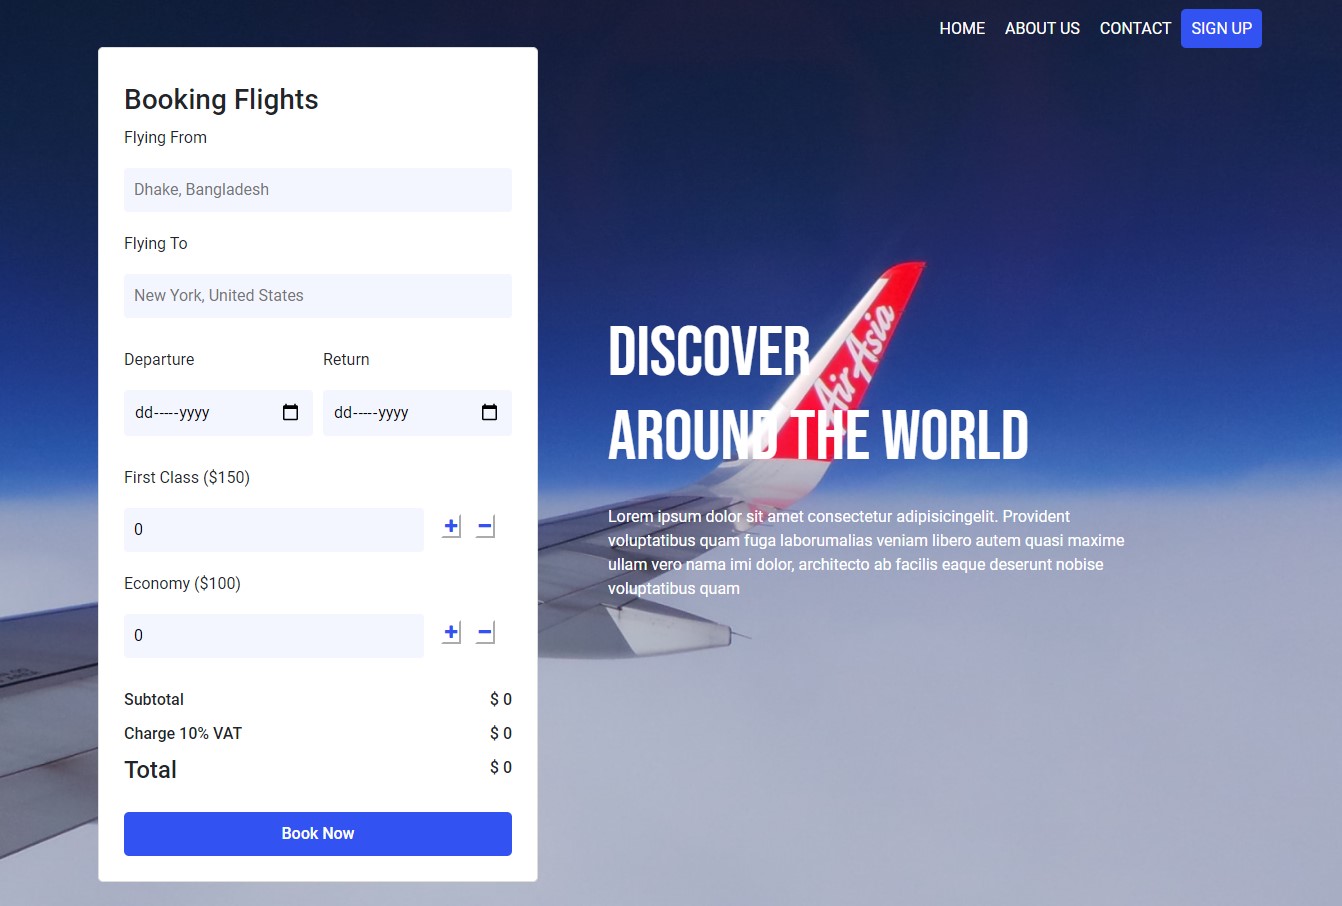 HOME ABOUT US CONTACT SIGN UP
Booking Flights
Flying From
Dhake, Bangladesh
Flying To
New York, United States
Departure Return
dd-----yyyy dd-----yyyy
First Class ($150)
0 + −
Economy ($100)
0 + −
Subtotal $ 0
Charge 10% VAT $ 0
Total $ 0
Book Now
AirAsia
DISCOVER
AROUND THE WORLD
Lorem ipsum dolor sit amet consectetur adipisicingelit. Provident
voluptatibus quam fuga laborumalias veniam libero autem quasi maxime
ullam vero nama imi dolor, architecto ab facilis eaque deserunt nobise
voluptatibus quam